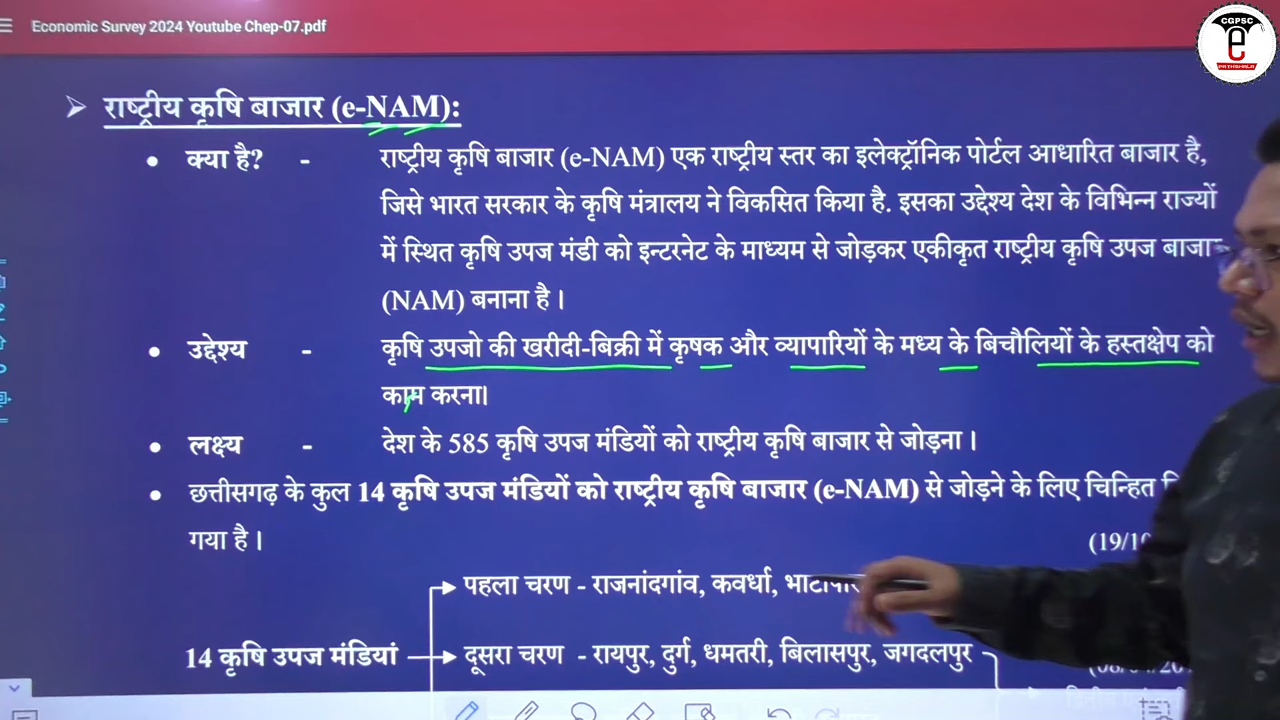 Economic Survey 2024 Youtube Chep-07.pdf
CGPSC
e
PATHSHALA
राष्ट्रीय कृषि बाजार (e-NAM):
क्या है? - राष्ट्रीय कृषि बाजार (e-NAM) एक राष्ट्रीय स्तर का इलेक्ट्रॉनिक पोर्टल आधारित बाजार है,
जिसे भारत सरकार के कृषि मंत्रालय ने विकसित किया है. इसका उद्देश्य देश के विभिन्न राज्यों
में स्थित कृषि उपज मंडी को इन्टरनेट के माध्यम से जोड़कर एकीकृत राष्ट्रीय कृषि उपज बाजार
(NAM) बनाना है।
उद्देश्य - कृषि उपजो की खरीदी-बिक्री में कृषक और व्यापारियों के मध्य के बिचौलियों के हस्तक्षेप को
काम करना।
लक्ष्य - देश के 585 कृषि उपज मंडियों को राष्ट्रीय कृषि बाजार से जोड़ना।
छत्तीसगढ़ के कुल 14 कृषि उपज मंडियों को राष्ट्रीय कृषि बाजार (e-NAM) से जोड़ने के लिए चिन्हित
गया है।
पहला चरण - राजनांदगांव, कवर्धा,
14 कृषि उपज मंडियां
दूसरा चरण - रायपुर, दुर्ग, धमतरी, बिलासपुर, जगदलपुर